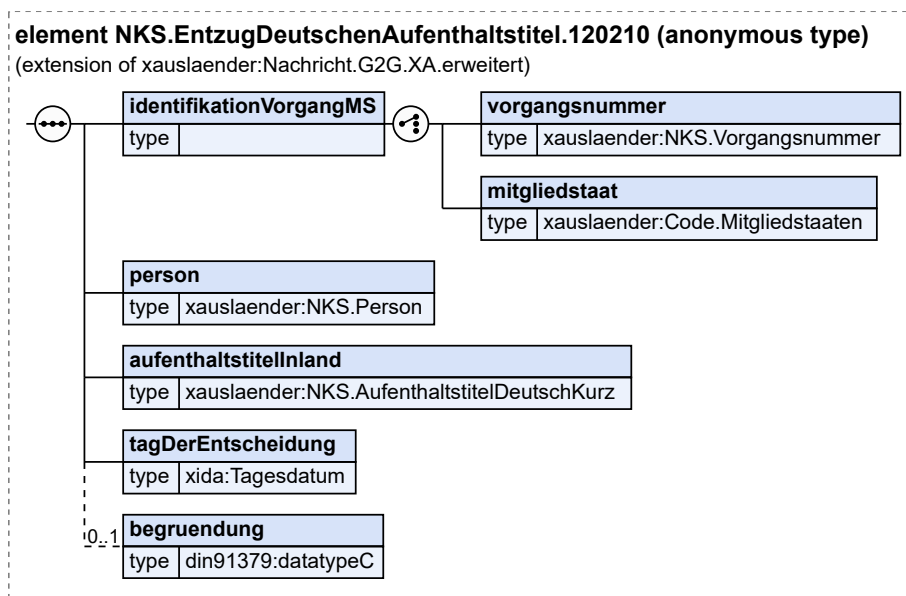 element NKS.EntzugDeutschenAufenthaltstitel.120210 (anonymous type)
(extension of xauslaender:Nachricht.G2G.XA.erweitert)
identifikationVorgangMS
type
vorgangsnummer
type xauslaender:NKS.Vorgangsnummer
mitgliedstaat
type xauslaender:Code.Mitgliedstaaten
person
type xauslaender:NKS.Person
aufenthaltstitelInland
type xauslaender:NKS.AufenthaltstitelDeutschKurz
tagDerEntscheidung
type xida:Tagesdatum
0..1
begruendung
type din91379:datatypeC